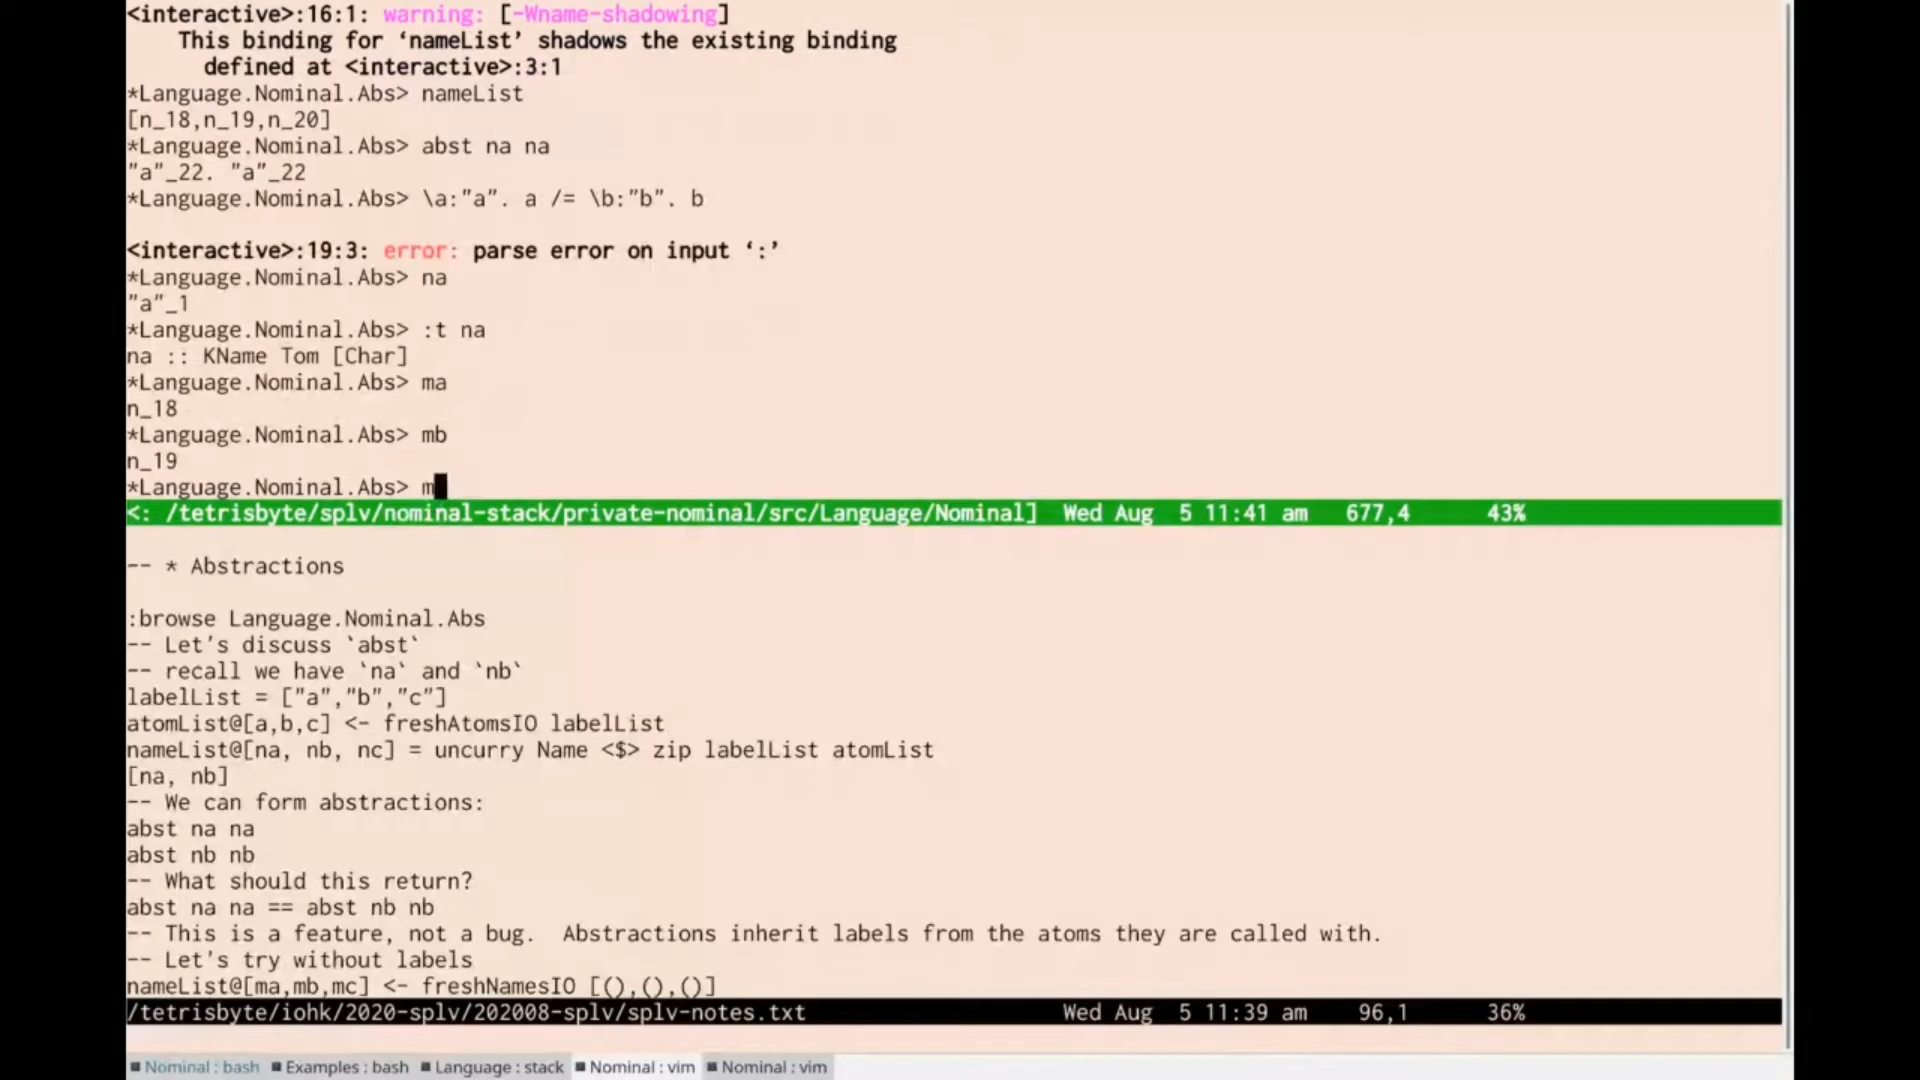 <interactive>:16:1: warning: [-Wname-shadowing]
    This binding for ‘nameList’ shadows the existing binding
      defined at <interactive>:3:1
*Language.Nominal.Abs> nameList
[n_18,n_19,n_20]
*Language.Nominal.Abs> abst na na
"a"_22. "a"_22
*Language.Nominal.Abs> \a:"a". a /= \b:"b". b
<interactive>:19:3: error: parse error on input ‘:’
*Language.Nominal.Abs> na
"a"_1
*Language.Nominal.Abs> :t na
na :: KName Tom [Char]
*Language.Nominal.Abs> ma
n_18
*Language.Nominal.Abs> mb
n_19
*Language.Nominal.Abs> m
<: /tetrisbyte/splv/nominal-stack/private-nominal/src/Language/Nominal]  Wed Aug  5 11:41 am   677,4      43%
-- * Abstractions
:browse Language.Nominal.Abs
-- Let's discuss `abst`
-- recall we have `na` and `nb`
labelList = ["a","b","c"]
atomList@[a,b,c] <- freshAtomsIO labelList
nameList@[na, nb, nc] = uncurry Name <$> zip labelList atomList
[na, nb]
-- We can form abstractions:
abst na na
abst nb nb
-- What should this return?
abst na na == abst nb nb
-- This is a feature, not a bug.  Abstractions inherit labels from the atoms they are called with.
-- Let's try without labels
nameList@[ma,mb,mc] <- freshNamesIO [(),(),()]
/tetrisbyte/iohk/2020-splv/202008-splv/splv-notes.txt                    Wed Aug  5 11:39 am    96,1      36%
Nominal : bash  Examples : bash  Language : stack  Nominal : vim  Nominal : vim